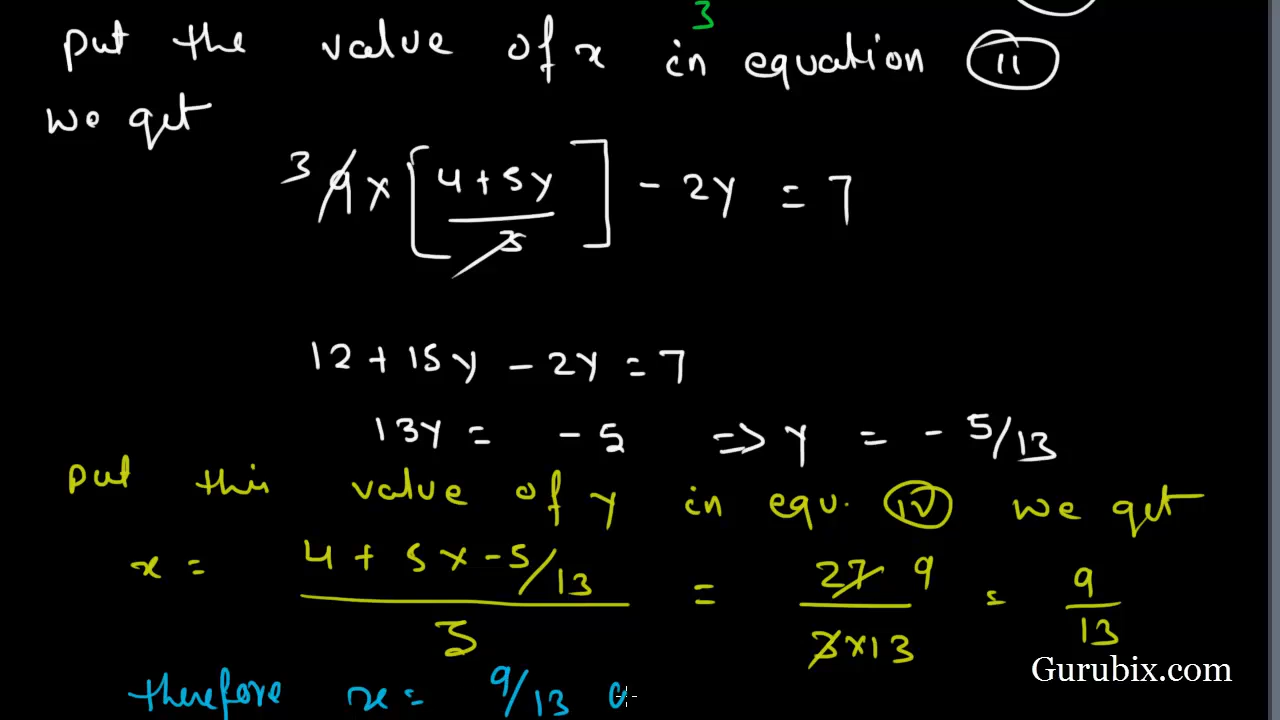 3
put the value of x in equation (ii)
we get
3 9x [4+5y / 3] - 2y = 7
12 + 15y - 2y = 7
13y = - 5 => y = - 5/13
put this value of y in equ. (iv) we get
x = 4 + 5 x -5/13 / 3 = 27 9 / 3x13 = 9 / 13
therefore x = 9/13 a
Gurubix.com